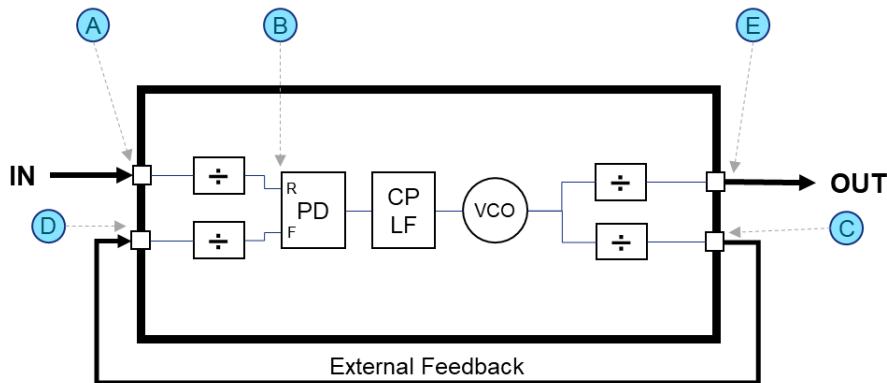 A
B
E
IN
÷
÷
OUT
R
PD
F
CP
LF
VCO
D
÷
÷
C
External Feedback